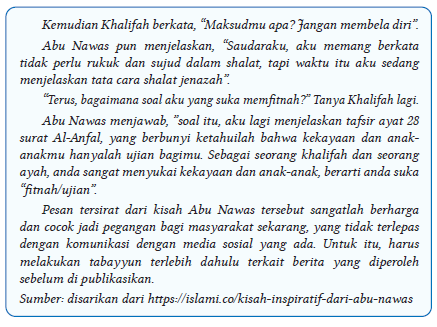 Kemudian Khalifah berkata, “Maksudmu apa? Jangan membela diri”.
Abu Nawas pun menjelaskan, “Saudaraku, aku memang berkata
tidak perlu rukuk dan sujud dalam shalat, tapi waktu itu aku sedang
menjelaskan tata cara shalat jenazah”.
“Terus, bagaimana soal aku yang suka memfitnah?” Tanya Khalifah lagi.
Abu Nawas menjawab, ”soal itu, aku lagi menjelaskan tafsir ayat 28
surat Al-Anfal, yang berbunyi ketahuilah bahwa kekayaan dan anak-
anakmu hanyalah ujian bagimu. Sebagai seorang khalifah dan seorang
ayah, anda sangat menyukai kekayaan dan anak-anak, berarti anda suka
“fitnah/ujian”.
Pesan tersirat dari kisah Abu Nawas tersebut sangatlah berharga
dan cocok jadi pegangan bagi masyarakat sekarang, yang tidak terlepas
dengan komunikasi dengan media sosial yang ada. Untuk itu, harus
melakukan tabayyun terlebih dahulu terkait berita yang diperoleh
sebelum di publikasikan.
Sumber: disarikan dari https://islami.co/kisah-inspiratif-dari-abu-nawas